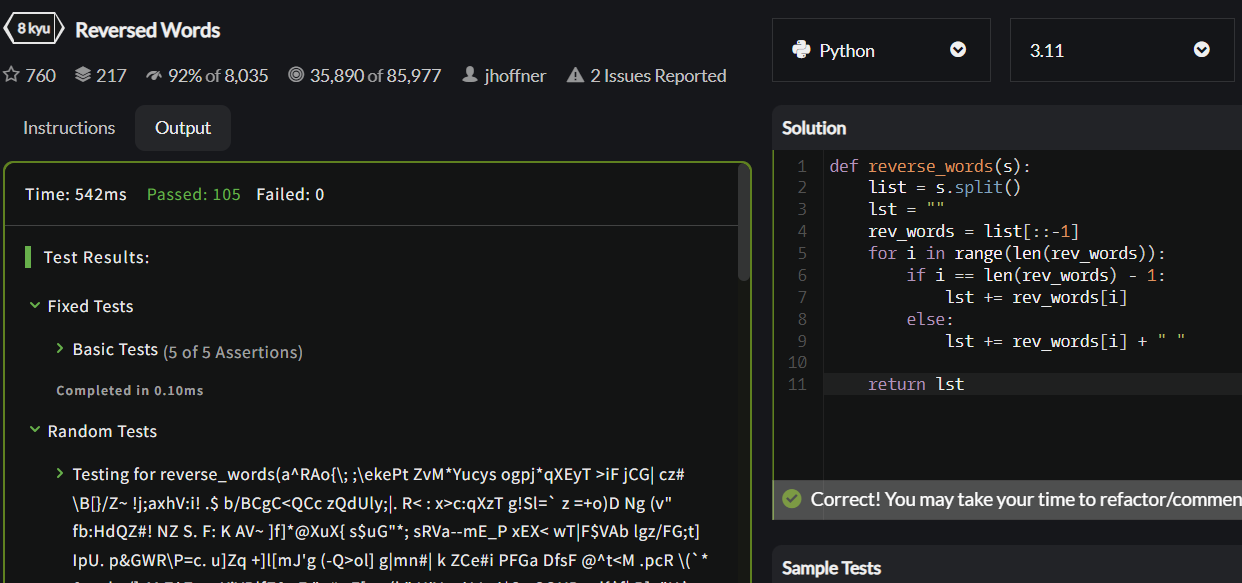 8 kyu Reversed Words
760 217 92% of 8,035 35,890 of 85,977 jhoffner 2 Issues Reported
Instructions Output
Time: 542ms Passed: 105 Failed: 0
Test Results:
Fixed Tests
Basic Tests (5 of 5 Assertions)
Completed in 0.10ms
Random Tests
Testing for reverse_words(a^RAo{\; ;\ekePt ZvM*Yucys ogpj*qXEyT >iF jCG| cz#
\B[}/Z~ !j;axhV:i! .$ b/BCgC<QCc zQdUly;|. R< : x>c:qXzT g!Sl=` z =+o)D Ng (v"
fb:HdQZ#! NZ S. F: K AV~ ]f]*@XuX{ s$uG"*; sRVa--mE_P xEX< wT|F$VAb lgz/FG;t]
IpU. p&GWR\P=c. u]Zq +]l[mJ'g (-Q>ol] g|mn#| k ZCe#i PFGa DfsF @^t<M .pcR \(`*
Python 3.11
Solution
1 def reverse_words(s):
2     list = s.split()
3     lst = ""
4     rev_words = list[::-1]
5     for i in range(len(rev_words)):
6         if i == len(rev_words) - 1:
7             lst += rev_words[i]
8         else:
9             lst += rev_words[i] + " "
10
11     return lst
Correct! You may take your time to refactor/commen
Sample Tests